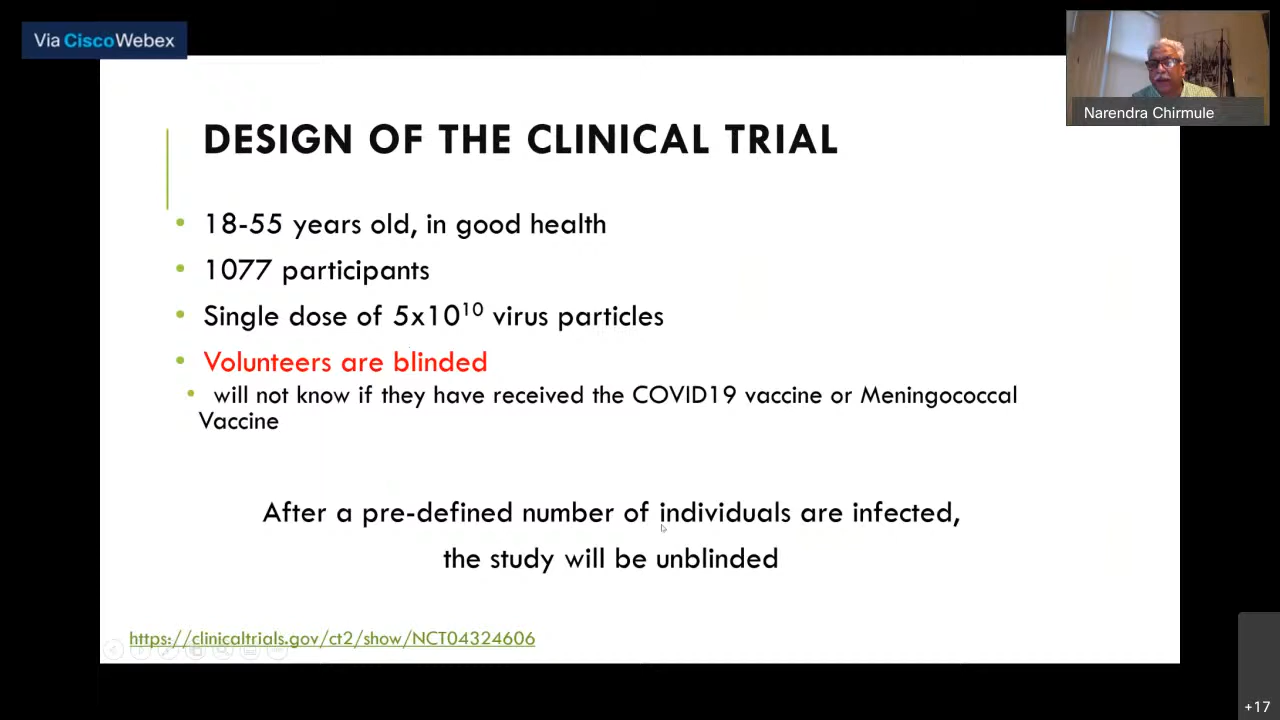 Via CiscoWebex
Narendra Chirmule
DESIGN OF THE CLINICAL TRIAL
• 18-55 years old, in good health
• 1077 participants
• Single dose of 5x10¹⁰ virus particles
• Volunteers are blinded
• will not know if they have received the COVID19 vaccine or Meningococcal
Vaccine
After a pre-defined number of individuals are infected,
the study will be unblinded
https://clinicaltrials.gov/ct2/show/NCT04324606
+17